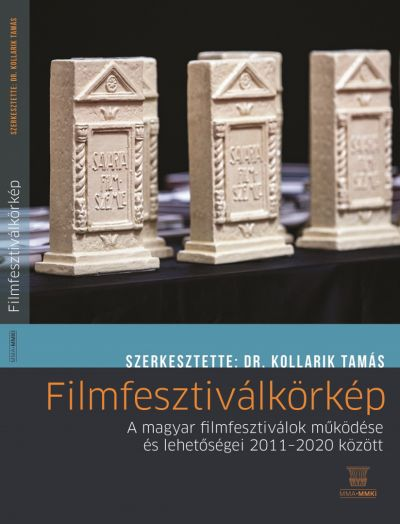 SZERKESZTETTE: DR. KOLLARIK TAMÁS
Filmfesztiválkörkép
MMA·MMKI
SAVARIA
FILM-
SZEMLE
SAVARIA
FILM-
SZEMLE
SZERKESZTETTE: DR. KOLLARIK TAMÁS
Filmfesztiválkörkép
A magyar filmfesztiválok működése
és lehetőségei 2011–2020 között
MMA·MMKI